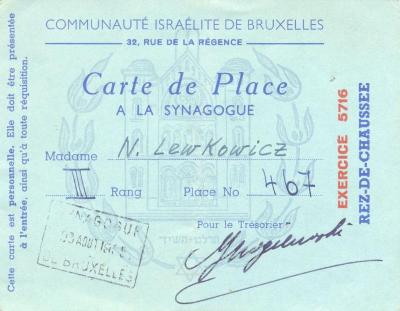 COMMUNAUTÉ ISRAÉLITE DE BRUXELLES
32, RUE DE LA RÉGENCE
Carte de Place
A LA SYNAGOGUE
Madame N. Lewkowicz
III Rang Place No 467
Pour le Trésorier
Cette carte est personnelle. Elle doit être présentée
à l'entrée, ainsi qu'à toute réquisition.
EXERCICE 5716
REZ-DE-CHAUSSÉE
SYNAGOGUE
AOUT
DE BRUXELLES